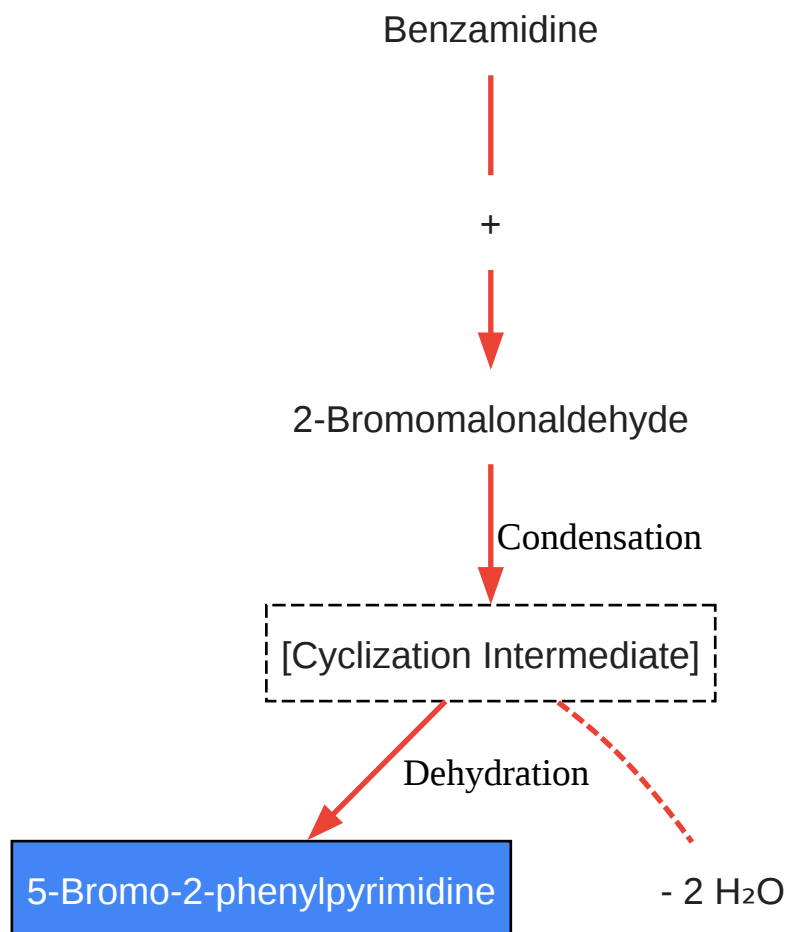 Benzamidine
+
2-Bromomalonaldehyde
Condensation
[Cyclization Intermediate]
Dehydration
5-Bromo-2-phenylpyrimidine
- 2 H₂O